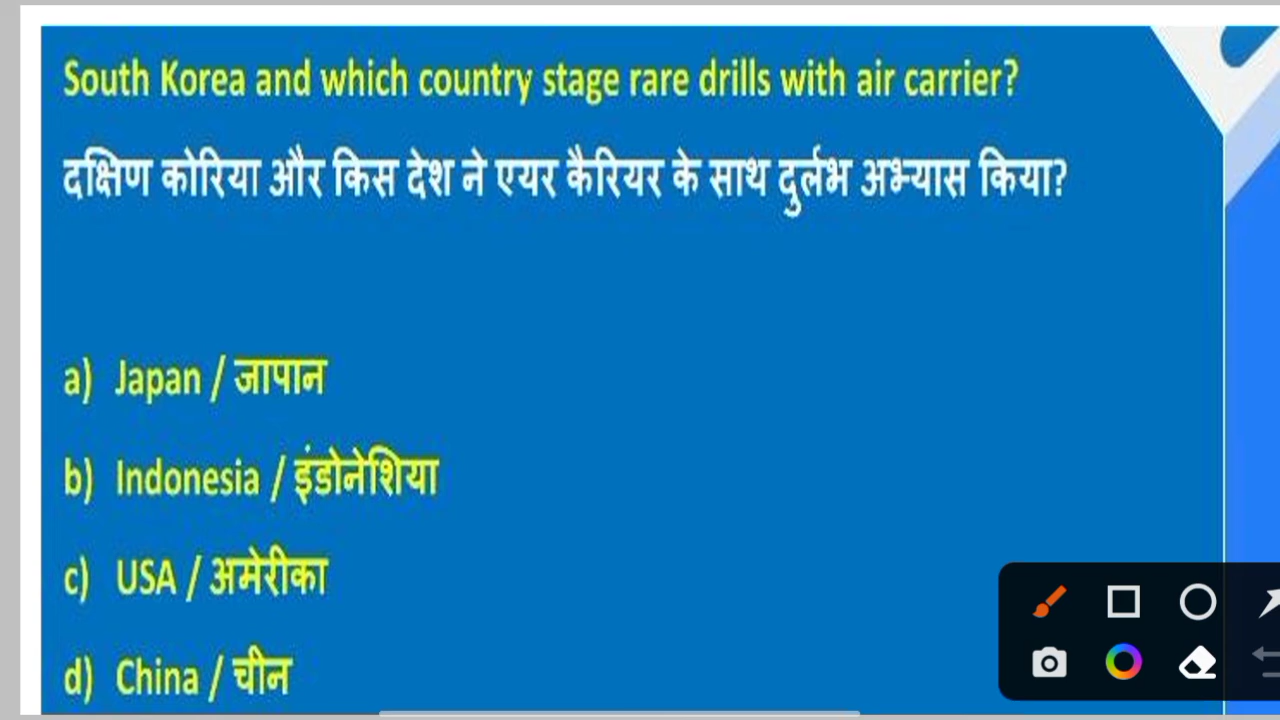 South Korea and which country stage rare drills with air carrier?
दक्षिण कोरिया और किस देश ने एयर कैरियर के साथ दुर्लभ अभ्यास किया?
a) Japan / जापान
b) Indonesia / इंडोनेशिया
c) USA / अमेरीका
d) China / चीन